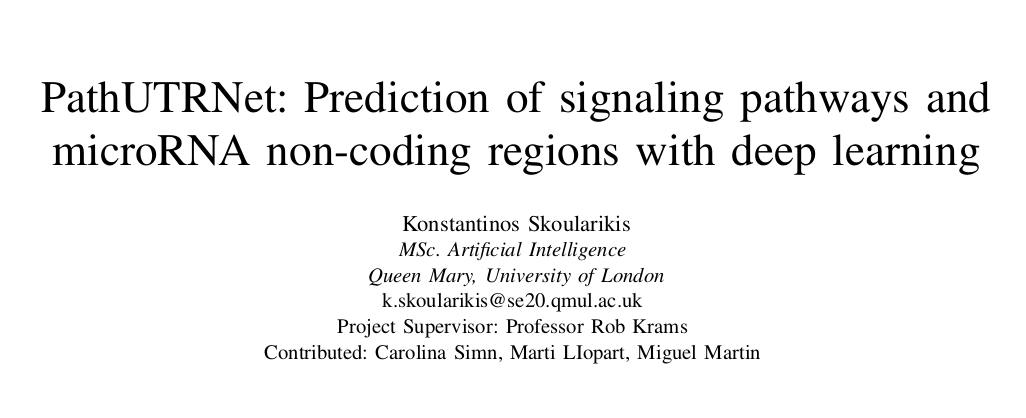 PathUTRNet: Prediction of signaling pathways and
microRNA non-coding regions with deep learning
Konstantinos Skoularikis
MSc. Artificial Intelligence
Queen Mary, University of London
k.skoularikis@se20.qmul.ac.uk
Project Supervisor: Professor Rob Krams
Contributed: Carolina Simn, Marti LIopart, Miguel Martin